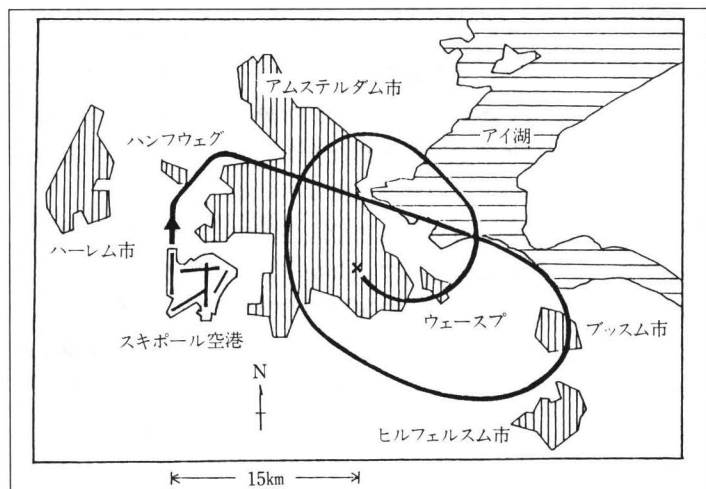 アムステルダム市
ハンフウェグ
アイ湖
ハーレム市
スキポール空港
ウェースプ
ブッスム市
N
ヒルフェルスム市
15km